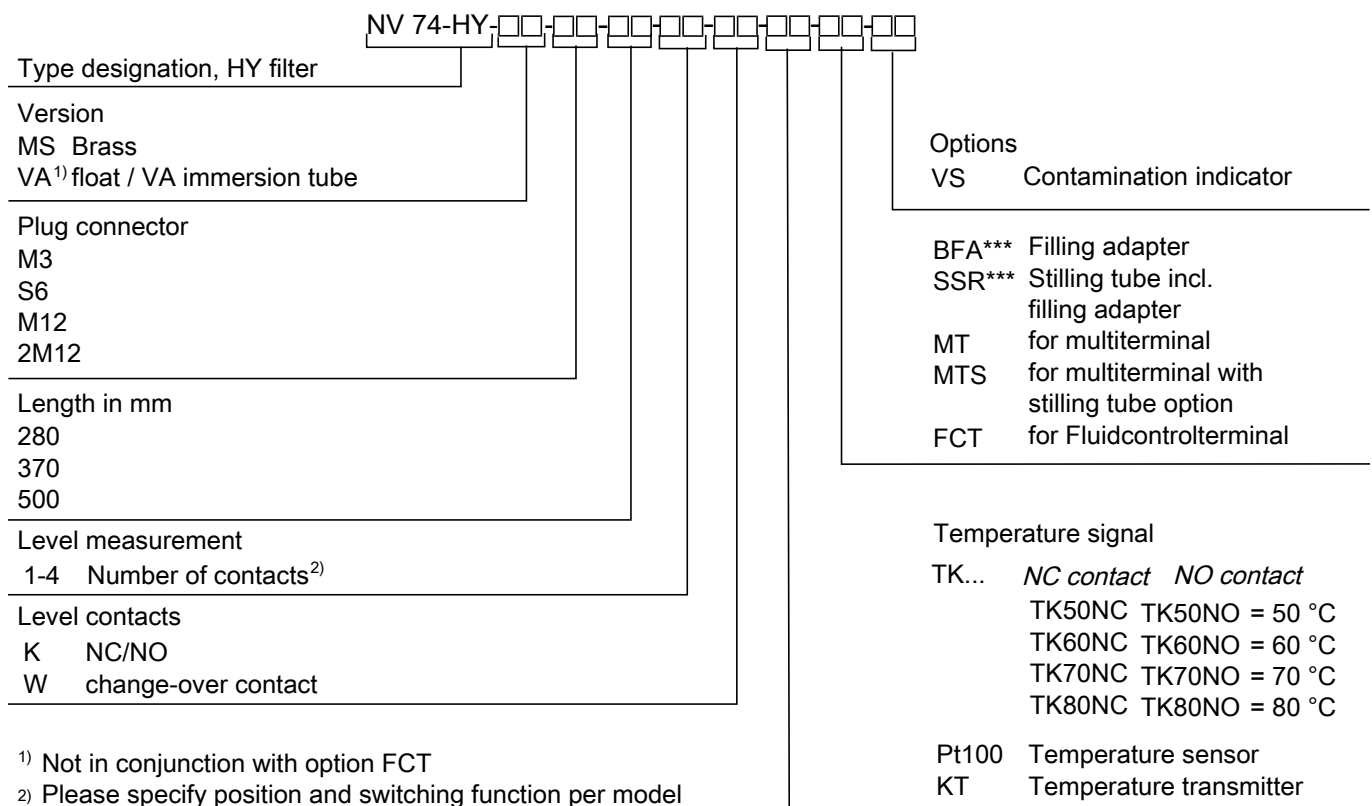 NV 74-HY-□□-□□-□□-□□-□□-□□-□□-□□
Type designation, HY filter
Version
MS Brass
VA1) float / VA immersion tube
Plug connector
M3
S6
M12
2M12
Length in mm
280
370
500
Level measurement
1-4 Number of contacts2)
Level contacts
K NC/NO
W change-over contact
1) Not in conjunction with option FCT
2) Please specify position and switching function per model
Options
VS Contamination indicator
BFA*** Filling adapter
SSR*** Stilling tube incl.
filling adapter
MT for multiterminal
MTS for multiterminal with
stilling tube option
FCT for Fluidcontrolterminal
Temperature signal
TK... NC contact NO contact
TK50NC TK50NO = 50 °C
TK60NC TK60NO = 60 °C
TK70NC TK70NO = 70 °C
TK80NC TK80NO = 80 °C
Pt100 Temperature sensor
KT Temperature transmitter